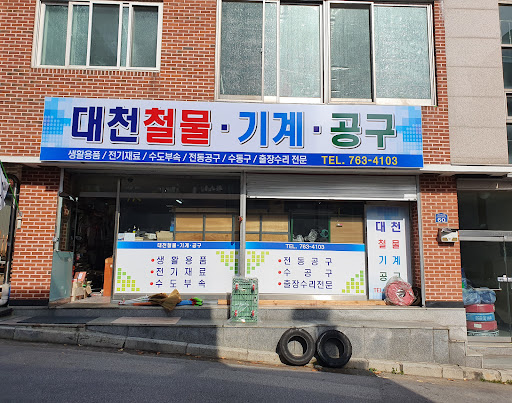 대천철물·기계·공구
생활용품 / 전기재료 / 수도부속 / 전동공구 / 수동구 / 출장수리 전문 TEL. 763-4103
대천철물·기계·공구
•생활용품
•전기재료
•수도부속
TEL. 763-4103
•전동공구
•수공구
•출장수리전문
대천
철물
기계
공구